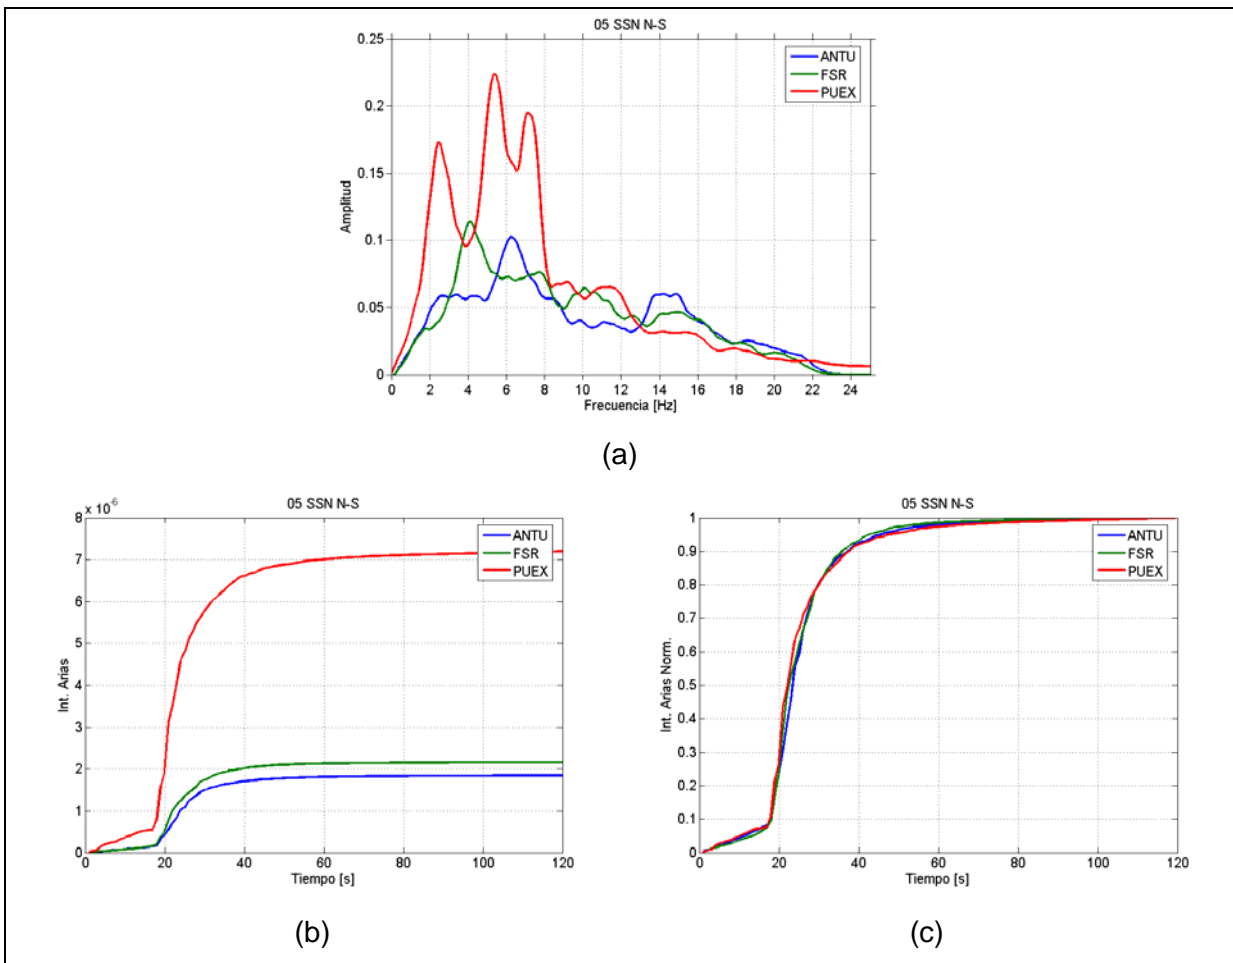 05 SSN N-S
0.25
0.2
0.15
0.1
0.05
0
Amplitud
0 2 4 6 8 10 12 14 16 18 20 22 24
Frecuencia [Hz]
ANTU
FSR
PUEX
(a)
05 SSN N-S
x 10^-6
8
7
6
5
4
3
2
1
0
Int. Arias
0 20 40 60 80 100 120
Tiempo [s]
ANTU
FSR
PUEX
(b)
05 SSN N-S
1
0.9
0.8
0.7
0.6
0.5
0.4
0.3
0.2
0.1
0
Int. Arias Norm.
0 20 40 60 80 100 120
Tiempo [s]
ANTU
FSR
PUEX
(c)